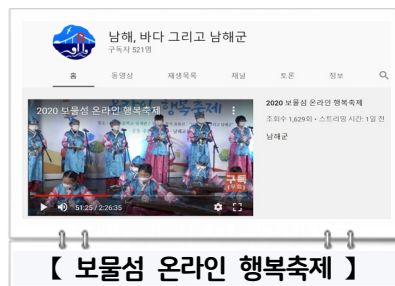 남해, 바다 그리고 남해군
구독자 521명
홈 동영상 재생목록 채널 토론 정보
2020 보물섬 온라인 행복축제
2020 보물섬 온라인 행복축제
조회수 1,629회 • 스트리밍 시간: 1일 전
남해군
구독
51:25 / 2:26:35
【 보물섬 온라인 행복축제 】